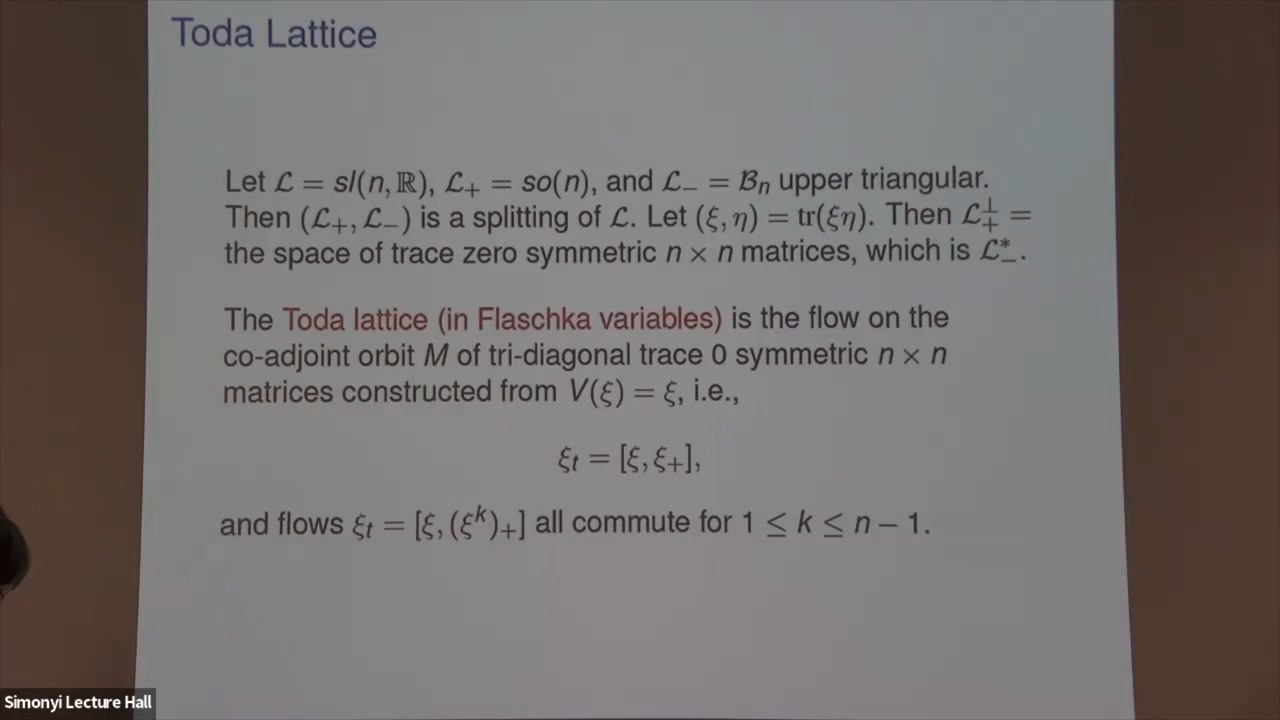 Toda Lattice
Let ℒ = sl(n, ℝ), ℒ₊ = so(n), and ℒ₋ = ℬₙ upper triangular.
Then (ℒ₊, ℒ₋) is a splitting of ℒ. Let (ξ, η) = tr(ξη). Then ℒ₊^⊥ =
the space of trace zero symmetric n × n matrices, which is ℒ₋^*.
The Toda lattice (in Flaschka variables) is the flow on the
co-adjoint orbit M of tri-diagonal trace 0 symmetric n × n
matrices constructed from V(ξ) = ξ, i.e.,
ξₜ = [ξ, ξ₊],
and flows ξₜ = [ξ, (ξᵏ)₊] all commute for 1 ≤ k ≤ n − 1.
Simonyi Lecture Hall